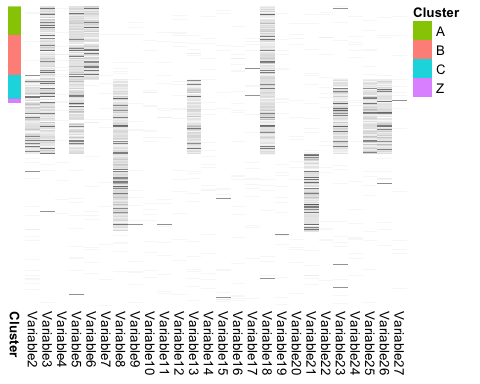 Cluster
A
B
C
Z
Cluster
Variable2
Variable3
Variable4
Variable5
Variable6
Variable7
Variable8
Variable9
Variable10
Variable11
Variable12
Variable13
Variable14
Variable15
Variable16
Variable17
Variable18
Variable19
Variable20
Variable21
Variable22
Variable23
Variable24
Variable25
Variable26
Variable27